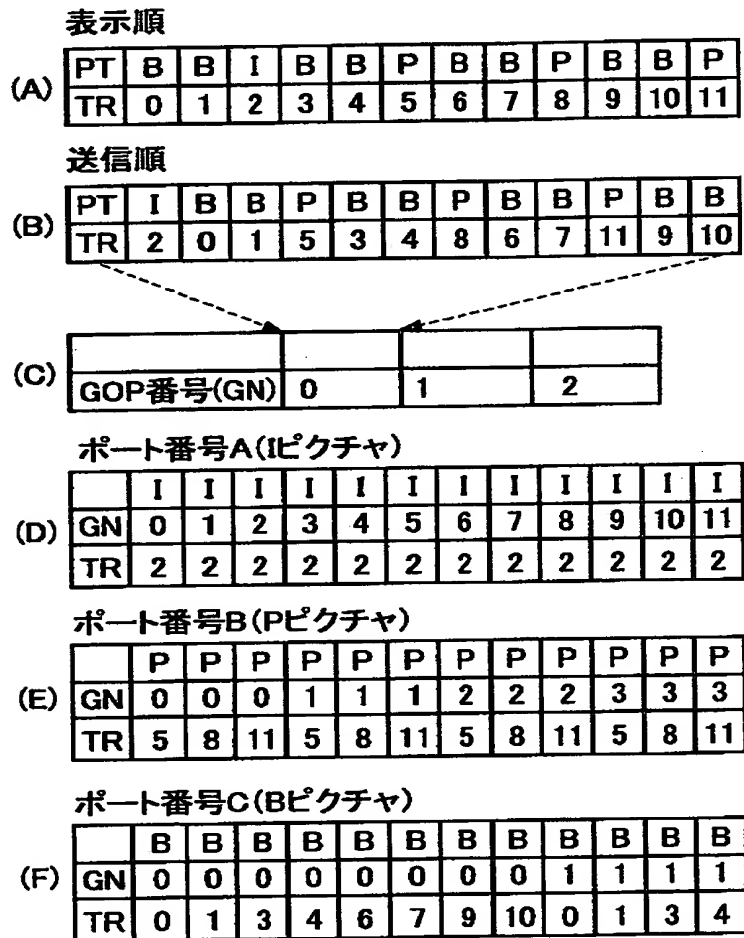 表示順
(A)
PT B B I B B P B B P B B P
TR 0 1 2 3 4 5 6 7 8 9 10 11
送信順
(B)
PT I B B P B B P B B P B B
TR 2 0 1 5 3 4 8 6 7 11 9 10
(C)
GOP番号(GN) 0 1 2
ポート番号A(Iピクチャ)
I I I I I I I I I I I I
(D)
GN 0 1 2 3 4 5 6 7 8 9 10 11
TR 2 2 2 2 2 2 2 2 2 2 2 2
ポート番号B(Pピクチャ)
P P P P P P P P P P P P
(E)
GN 0 0 0 1 1 1 2 2 2 3 3 3
TR 5 8 11 5 8 11 5 8 11 5 8 11
ポート番号C(Bピクチャ)
B B B B B B B B B B B B
(F)
GN 0 0 0 0 0 0 0 0 1 1 1 1
TR 0 1 3 4 6 7 9 10 0 1 3 4